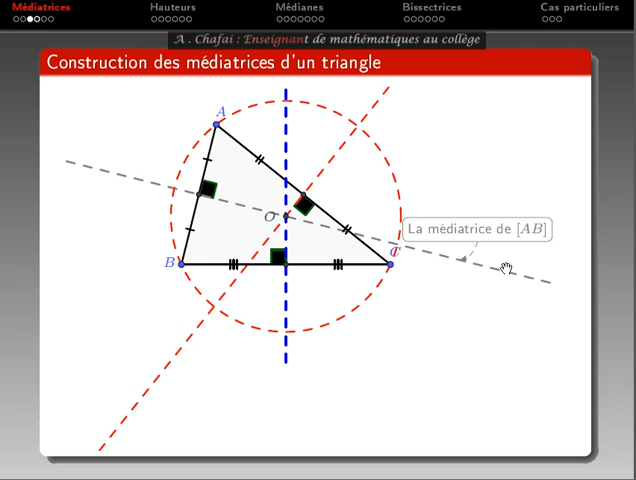 Médiatrices Hauteurs Médianes Bissectrices Cas particuliers
A . Chafai : Enseignant de mathématiques au collège
Construction des médiatrices d'un triangle
A
O
La médiatrice de [AB]
C
B